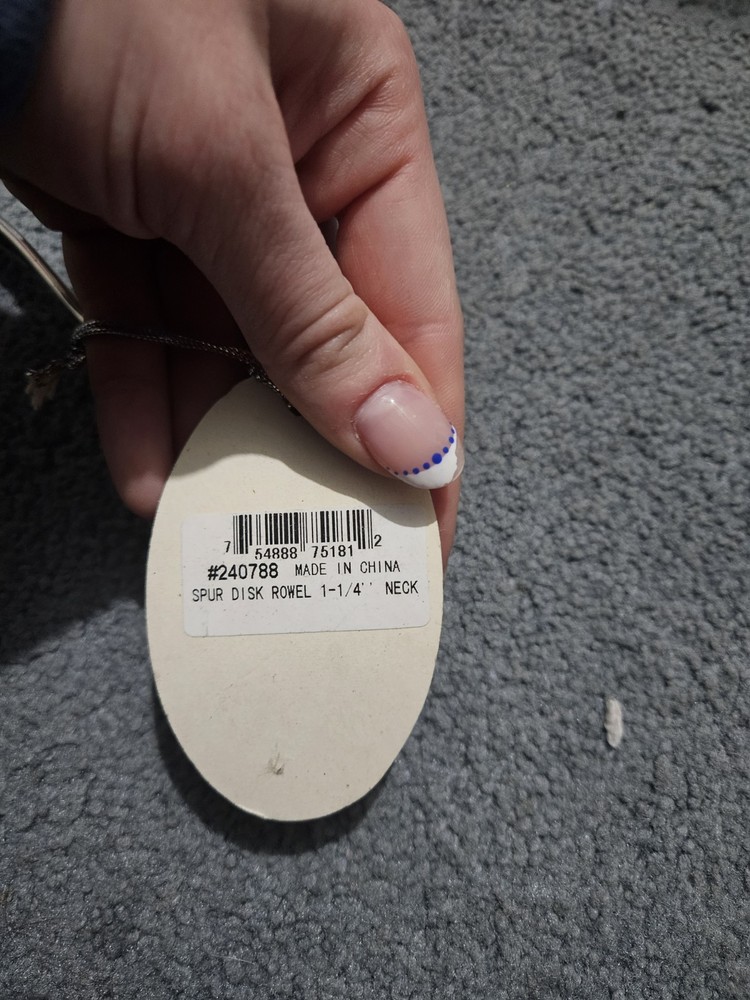 7 54888 75181 2
#240788 MADE IN CHINA
SPUR DISK ROWEL 1-1/4'' NECK